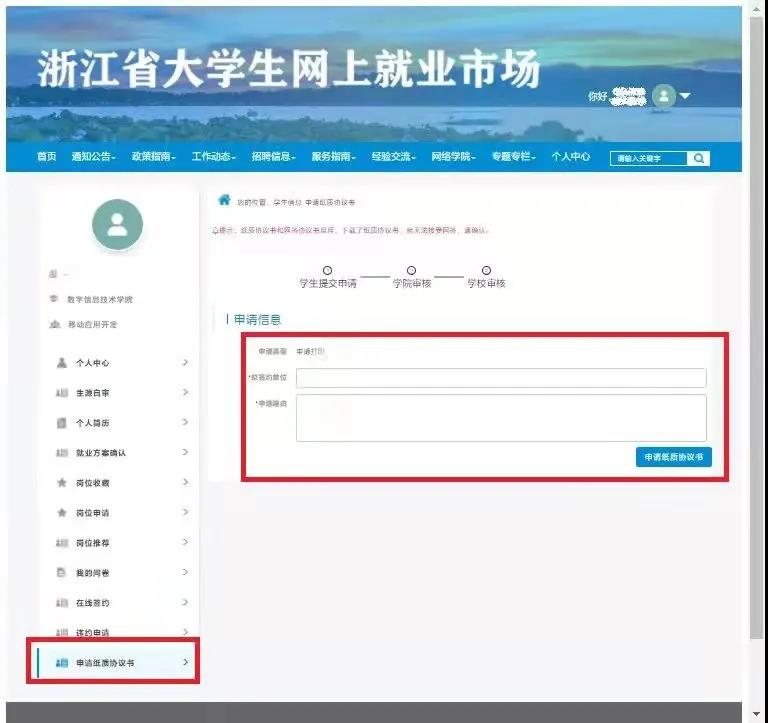 浙江省大学生网上就业市场
你好
首页 通知公告 政策指南 工作动态 招聘信息 服务指南 经验交流 网络学院 专题专栏 个人中心 请输入关键字
您的位置：学生信息 申请纸质协议书
提示：纸质协议书和网签协议书互斥，下载了纸质协议书，就无法接受网签，请确认。
学生提交申请 学院审核 学校审核
数字信息技术学院
移动应用开发
申请信息
申请类型 申请打印
*拟签约单位
*申请理由
申请纸质协议书
个人中心
生源自审
个人简历
就业方案确认
岗位收藏
岗位申请
岗位推荐
我的问卷
在线签约
违约申请
申请纸质协议书